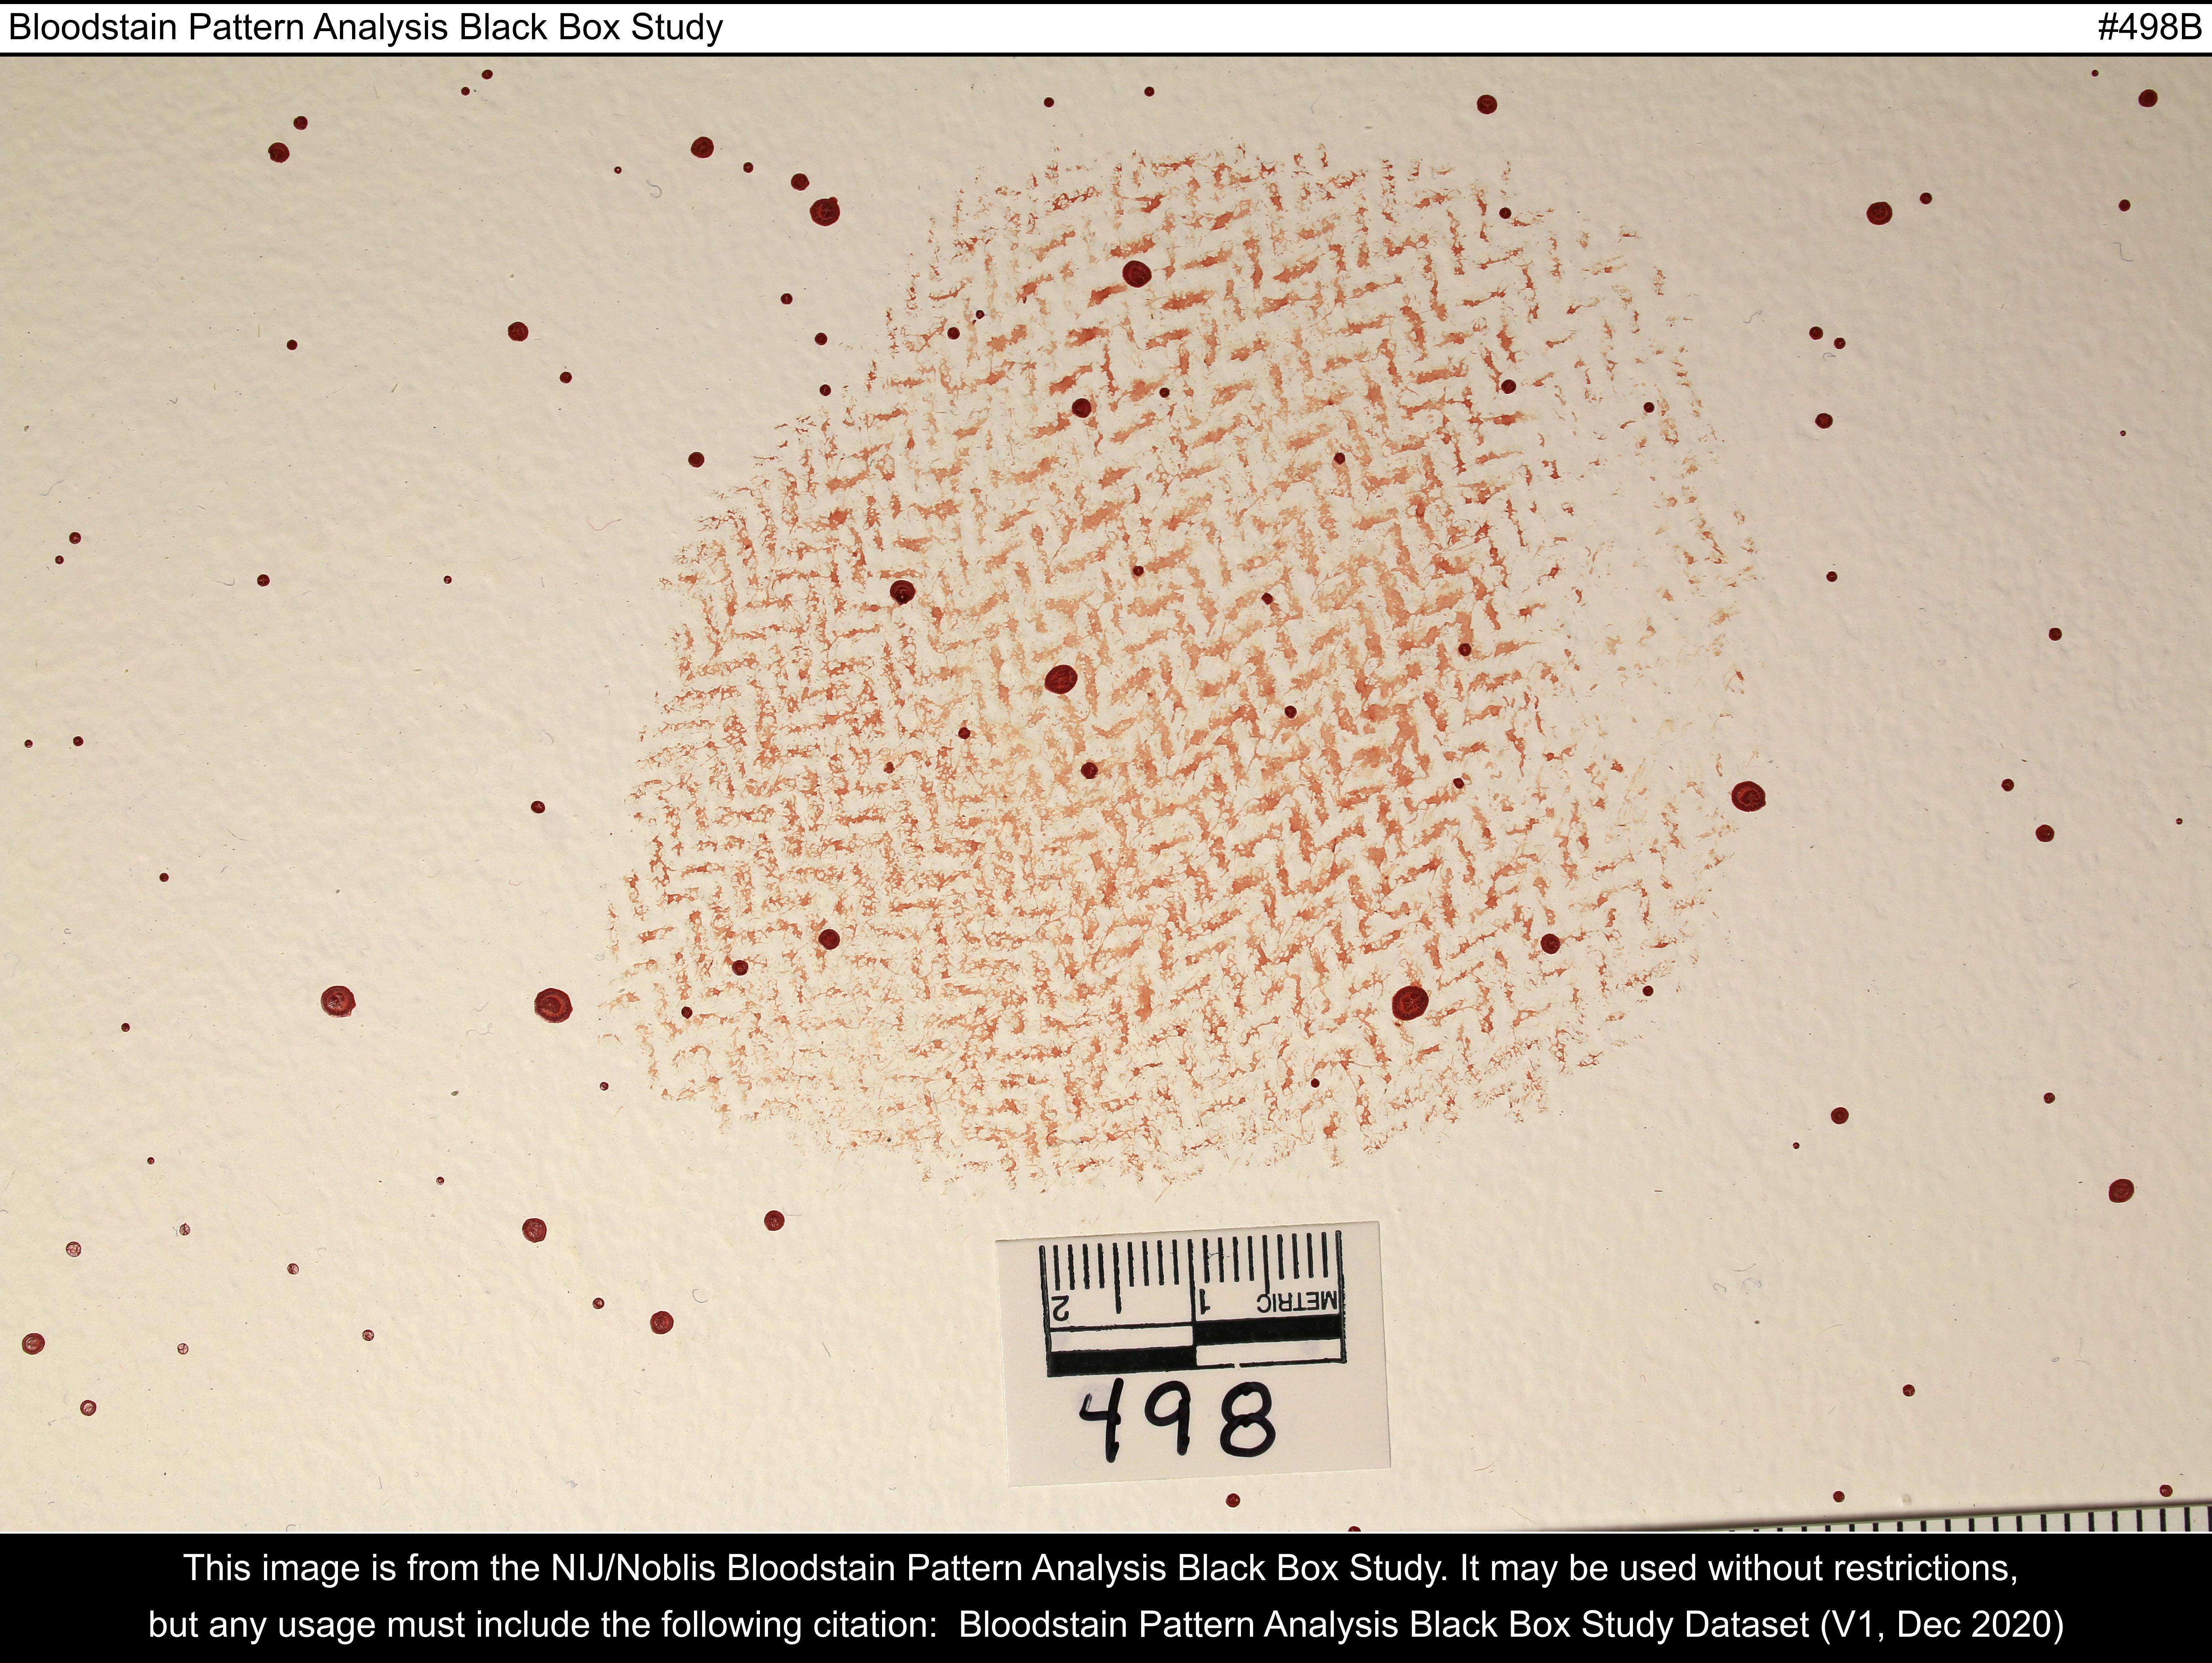 Bloodstain Pattern Analysis Black Box Study #498B
METRIC 1 2
498
This image is from the NIJ/Noblis Bloodstain Pattern Analysis Black Box Study. It may be used without restrictions,
but any usage must include the following citation: Bloodstain Pattern Analysis Black Box Study Dataset (V1, Dec 2020)